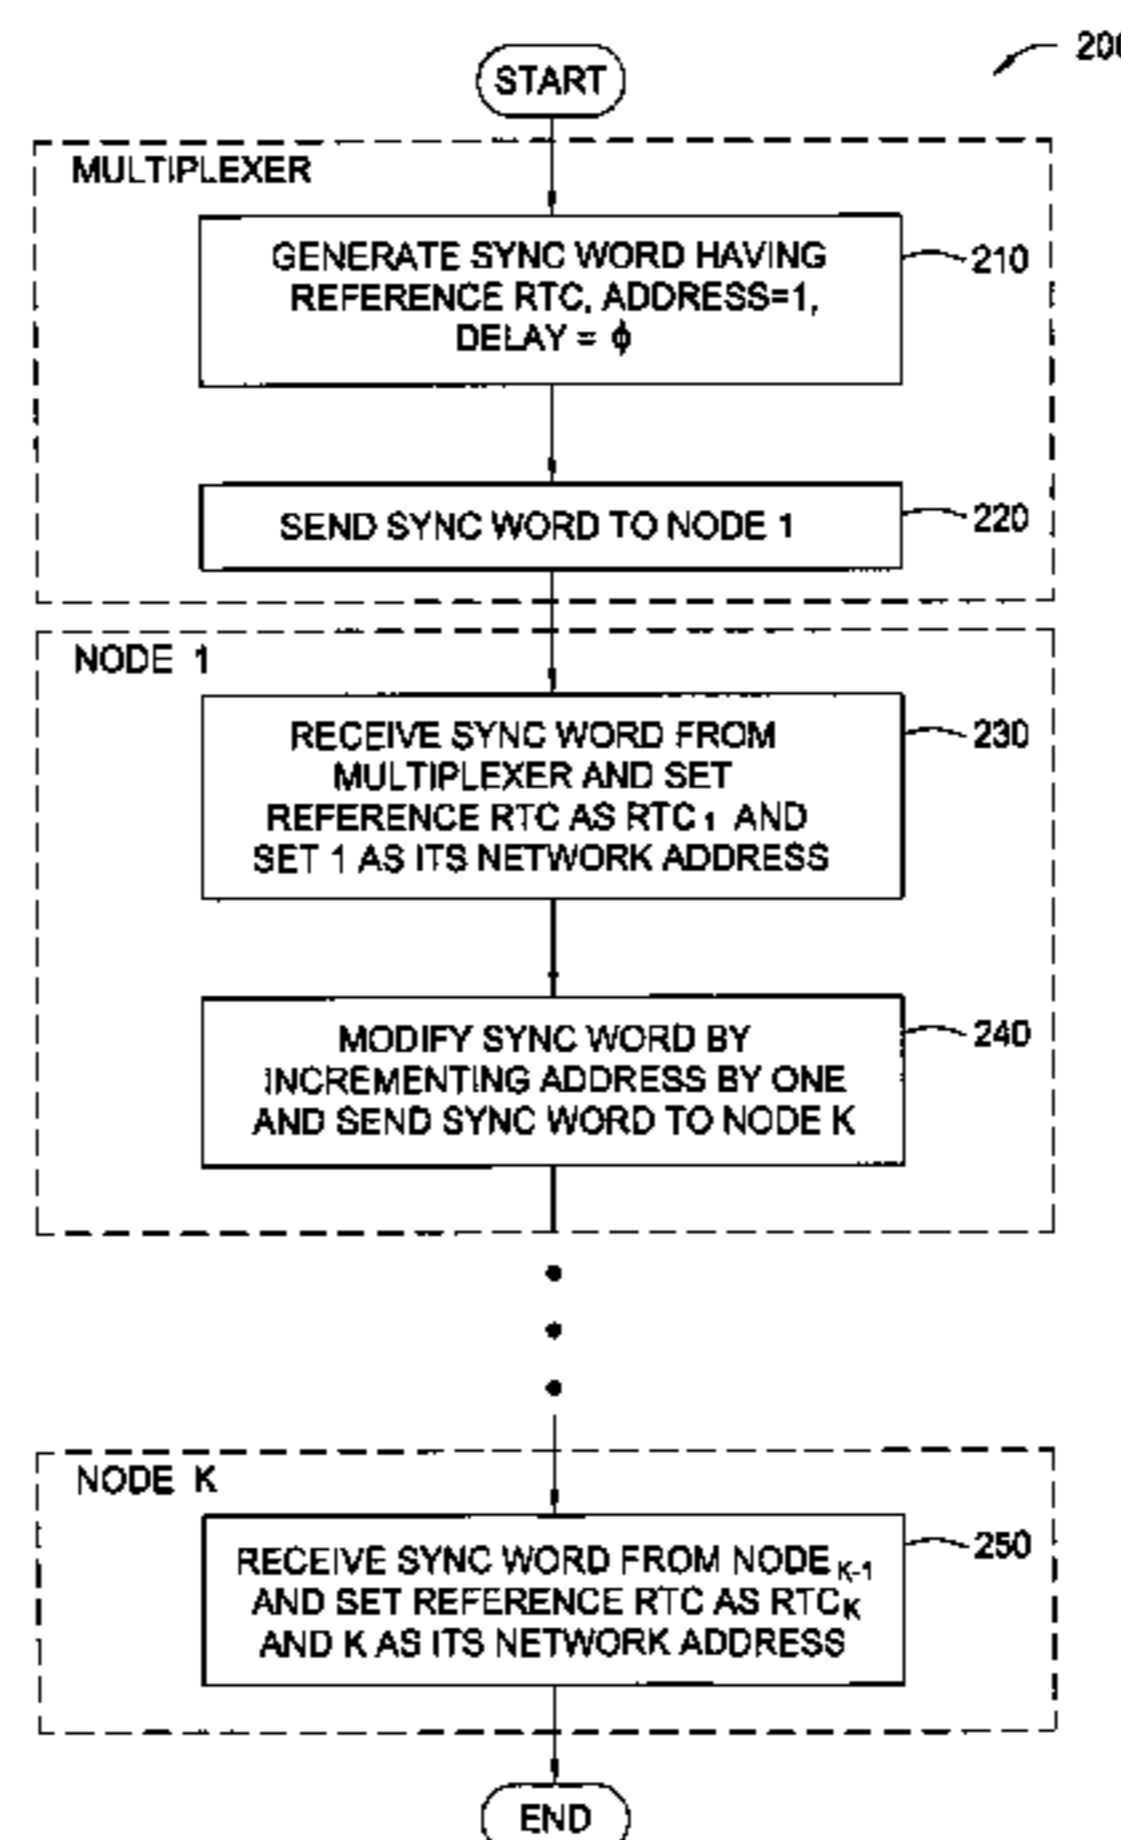 200
START
MULTIPLEXER
GENERATE SYNC WORD HAVING
REFERENCE RTC, ADDRESS=1,
DELAY = ϕ
210
SEND SYNC WORD TO NODE 1
220
NODE 1
RECEIVE SYNC WORD FROM
MULTIPLEXER AND SET
REFERENCE RTC AS RTC₁ AND
SET 1 AS ITS NETWORK ADDRESS
230
MODIFY SYNC WORD BY
INCREMENTING ADDRESS BY ONE
AND SEND SYNC WORD TO NODE K
240
NODE K
RECEIVE SYNC WORD FROM NODE K-1
AND SET REFERENCE RTC AS RTC K
AND K AS ITS NETWORK ADDRESS
250
END